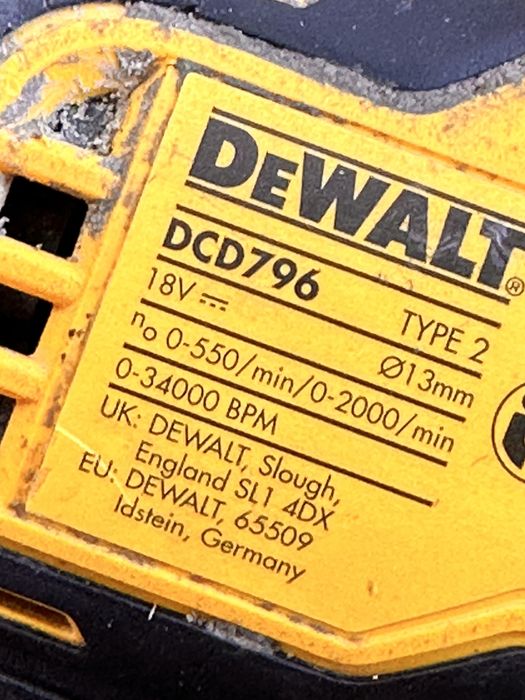 DEWALT®
DCD796 TYPE 2
18V ⎓ Ø13mm
n₀ 0-550/min/0-2000/min
0-34000 BPM
UK: DEWALT, Slough,
England SL1 4DX
EU: DEWALT, 65509
Idstein, Germany